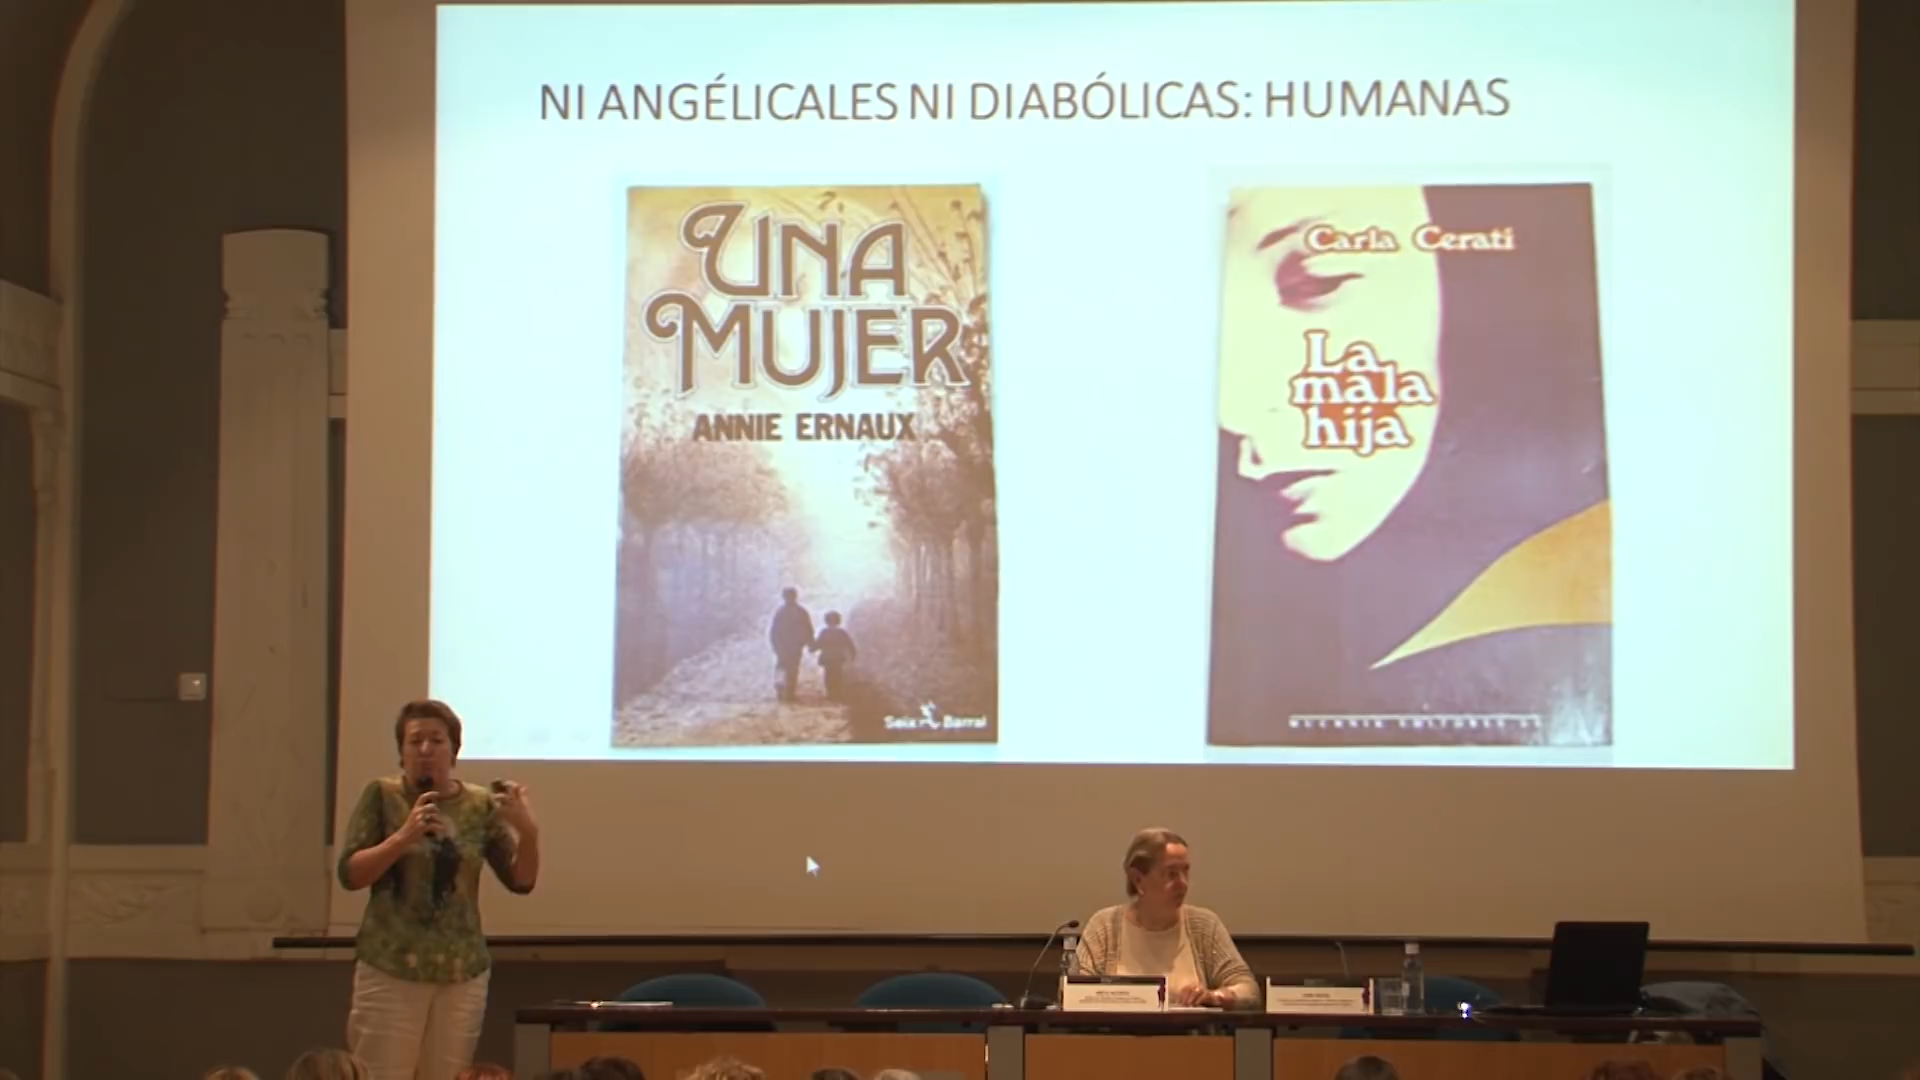 NI ANGÉLICALES NI DIABÓLICAS: HUMANAS
UNA
MUJER
ANNIE ERNAUX
Seix Barral
Carla Cerati
La
mala
hija